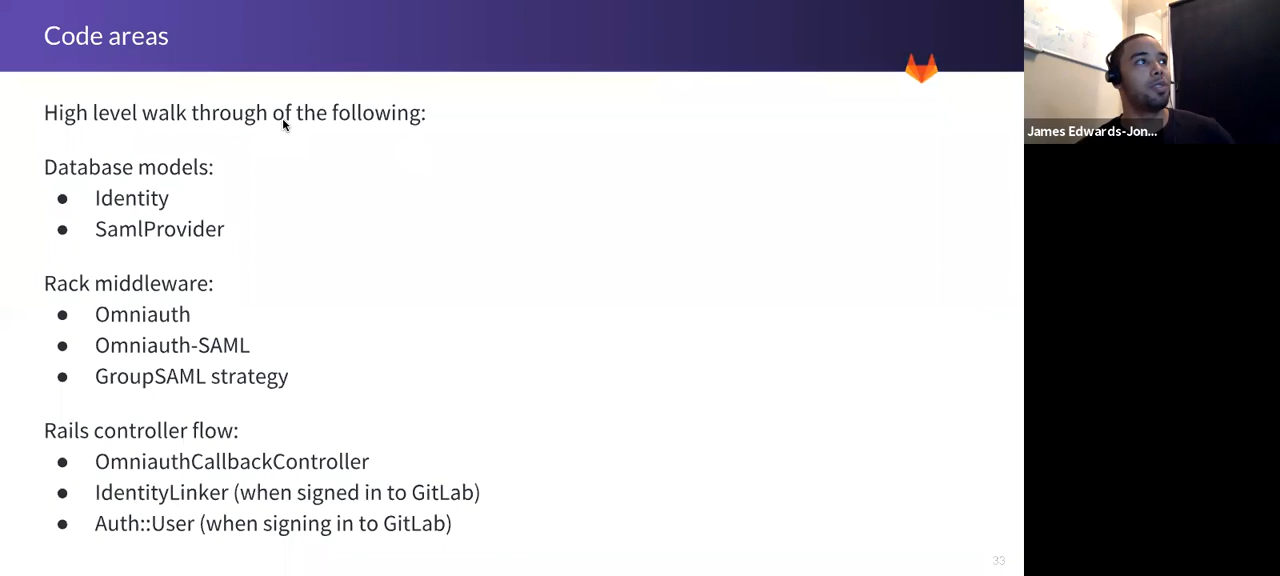 Code areas
High level walk through of the following:
Database models:
● Identity
● SamlProvider
Rack middleware:
● Omniauth
● Omniauth-SAML
● GroupSAML strategy
Rails controller flow:
● OmniauthCallbackController
● IdentityLinker (when signed in to GitLab)
● Auth::User (when signing in to GitLab)
33
James Edwards-Jon...